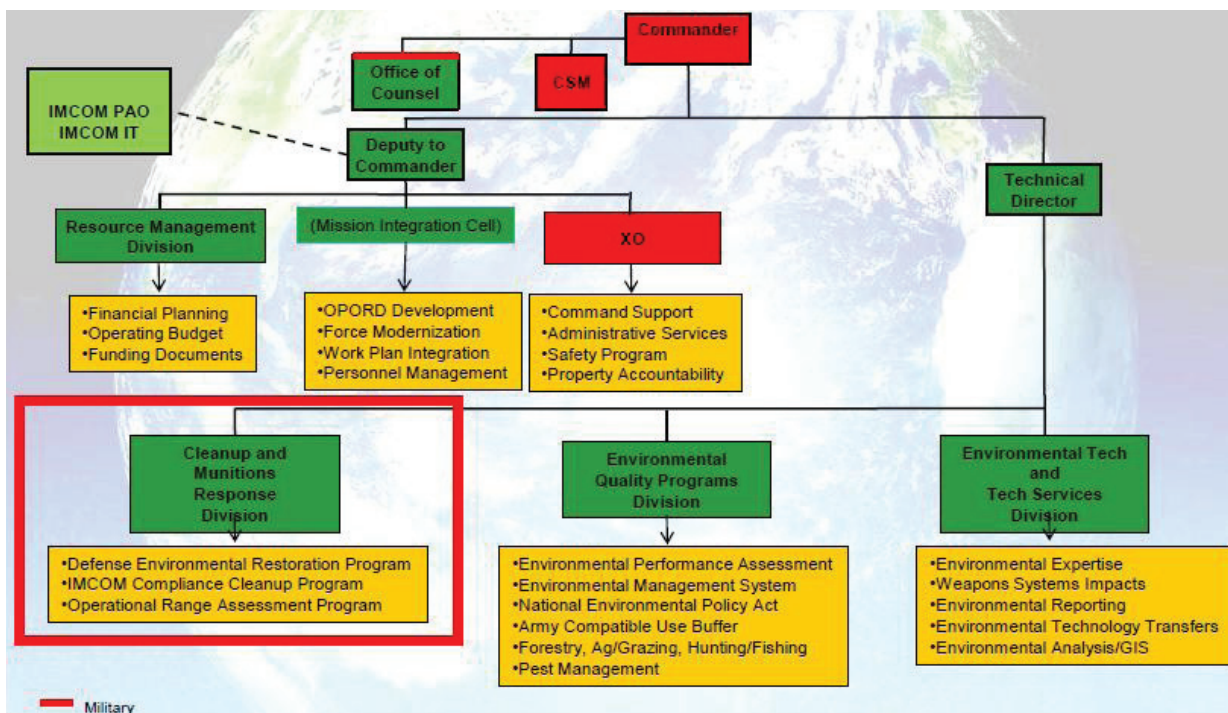 Commander
Office of
Counsel
CSM
IMCOM PAO
IMCOM IT
Deputy to
Commander
Technical
Director
Resource Management
Division
(Mission Integration Cell)
XO
•Financial Planning
•Operating Budget
•Funding Documents
•OPORD Development
•Force Modernization
•Work Plan Integration
•Personnel Management
•Command Support
•Administrative Services
•Safety Program
•Property Accountability
Cleanup and
Munitions
Response
Division
Environmental
Quality Programs
Division
Environmental Tech
and
Tech Services
Division
•Defense Environmental Restoration Program
•IMCOM Compliance Cleanup Program
•Operational Range Assessment Program
•Environmental Performance Assessment
•Environmental Management System
•National Environmental Policy Act
•Army Compatible Use Buffer
•Forestry, Ag/Grazing, Hunting/Fishing
•Pest Management
•Environmental Expertise
•Weapons Systems Impacts
•Environmental Reporting
•Environmental Technology Transfers
•Environmental Analysis/GIS
Military